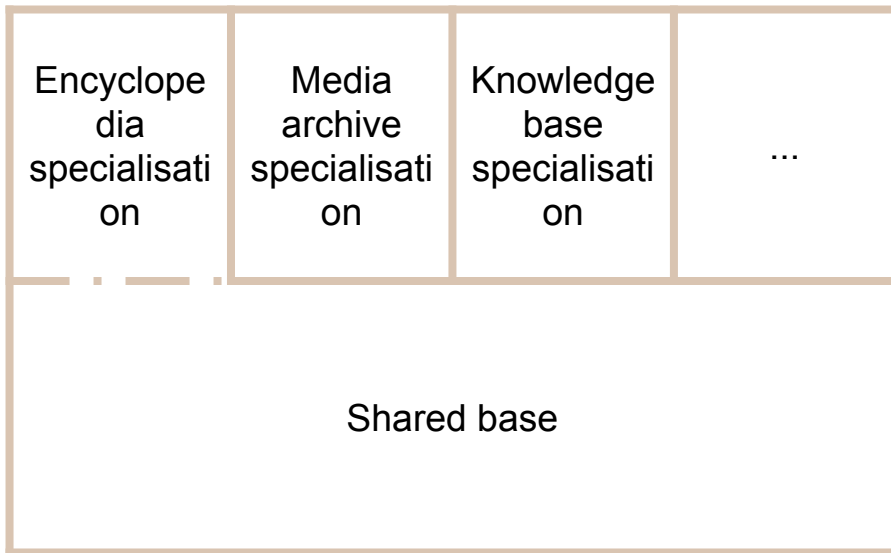 Encyclope
dia
specialisati
on
Media
archive
specialisati
on
Knowledge
base
specialisati
on
...
Shared base